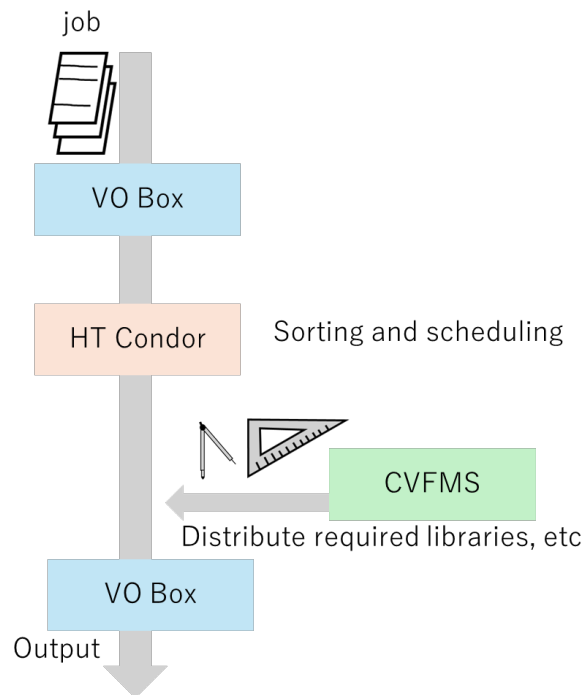 job
VO Box
HT Condor
Sorting and scheduling
CVFMS
Distribute required libraries, etc
VO Box
Output